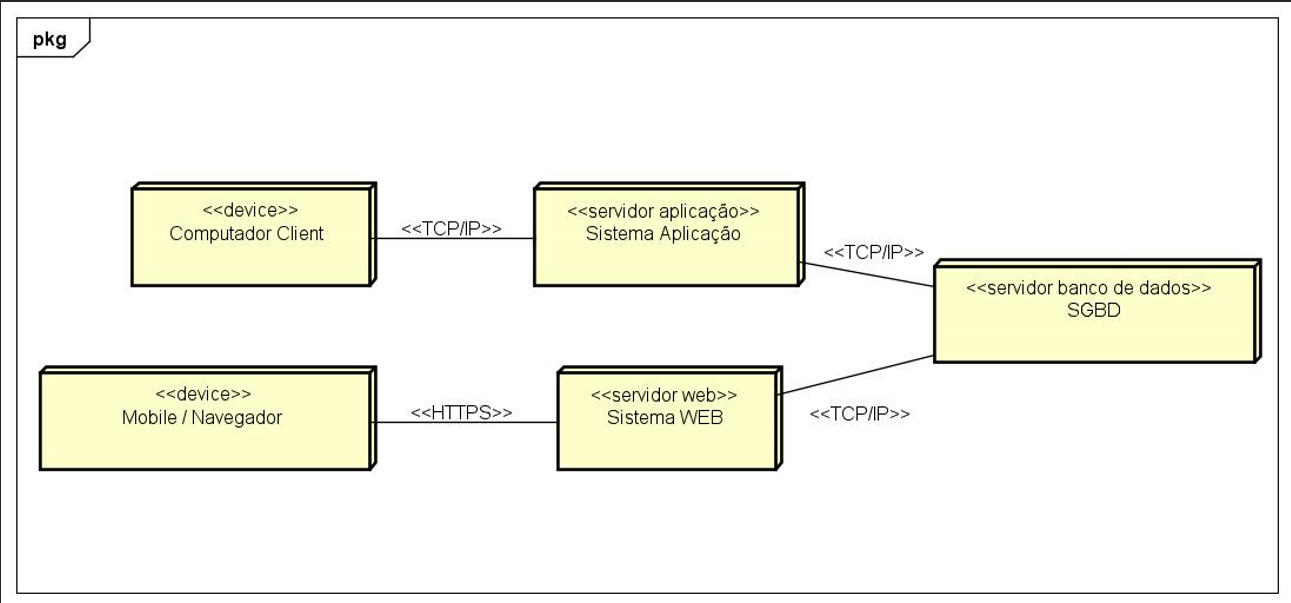 pkg
<<device>>
Computador Client
<<TCP/IP>>
<<servidor aplicação>>
Sistema Aplicação
<<TCP/IP>>
<<servidor banco de dados>>
SGBD
<<device>>
Mobile / Navegador
<<HTTPS>>
<<servidor web>>
Sistema WEB
<<TCP/IP>>